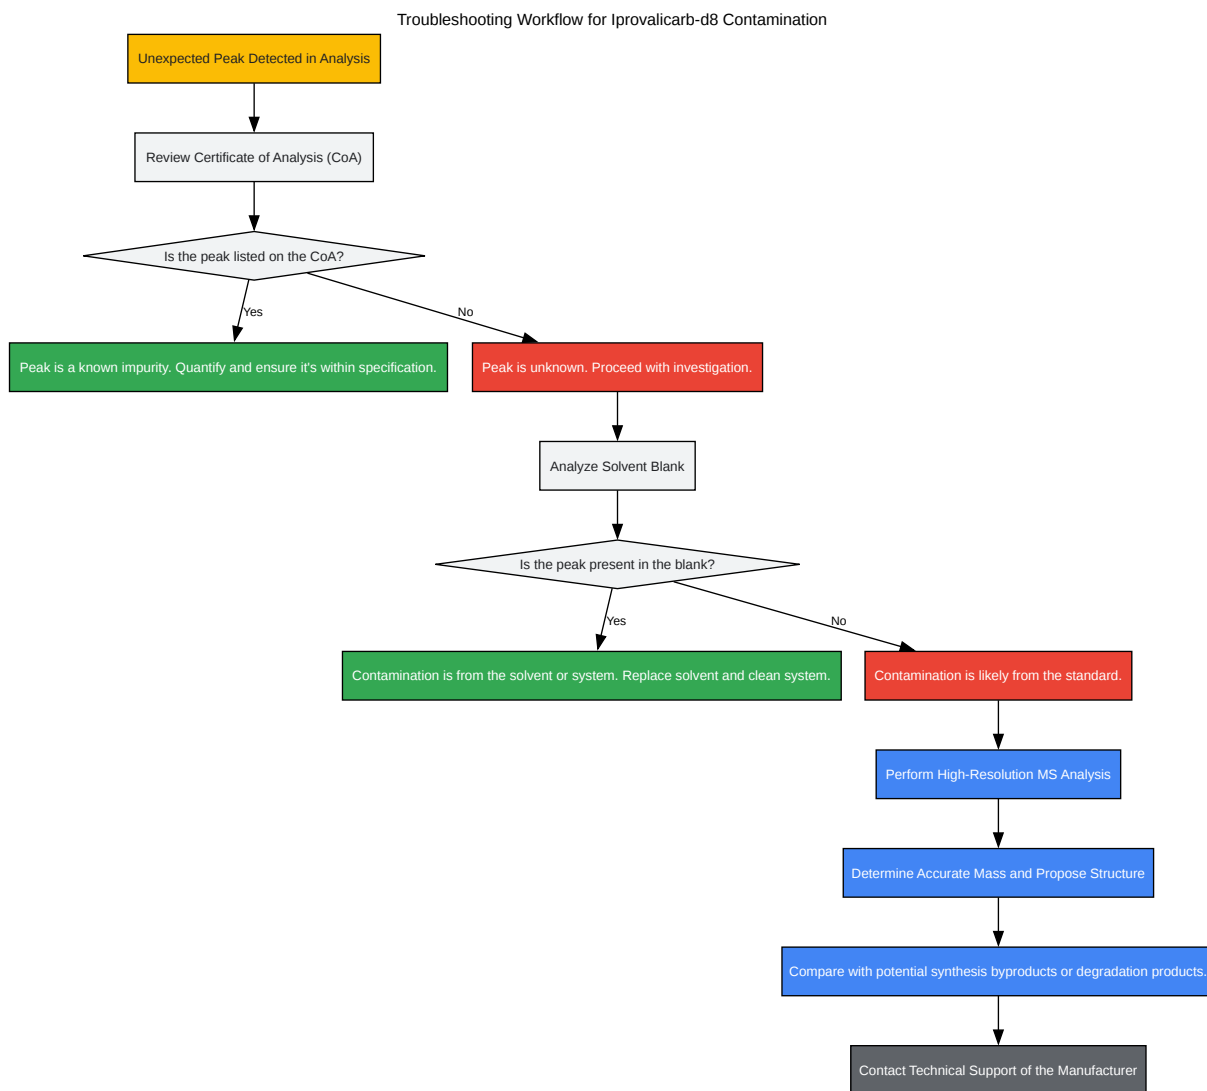 Troubleshooting Workflow for Iprovalicarb-d8 Contamination
Unexpected Peak Detected in Analysis
Review Certificate of Analysis (CoA)
Is the peak listed on the CoA?
Yes
No
Peak is a known impurity. Quantify and ensure it's within specification.
Peak is unknown. Proceed with investigation.
Analyze Solvent Blank
Is the peak present in the blank?
Yes
No
Contamination is from the solvent or system. Replace solvent and clean system.
Contamination is likely from the standard.
Perform High-Resolution MS Analysis
Determine Accurate Mass and Propose Structure
Compare with potential synthesis byproducts or degradation products.
Contact Technical Support of the Manufacturer